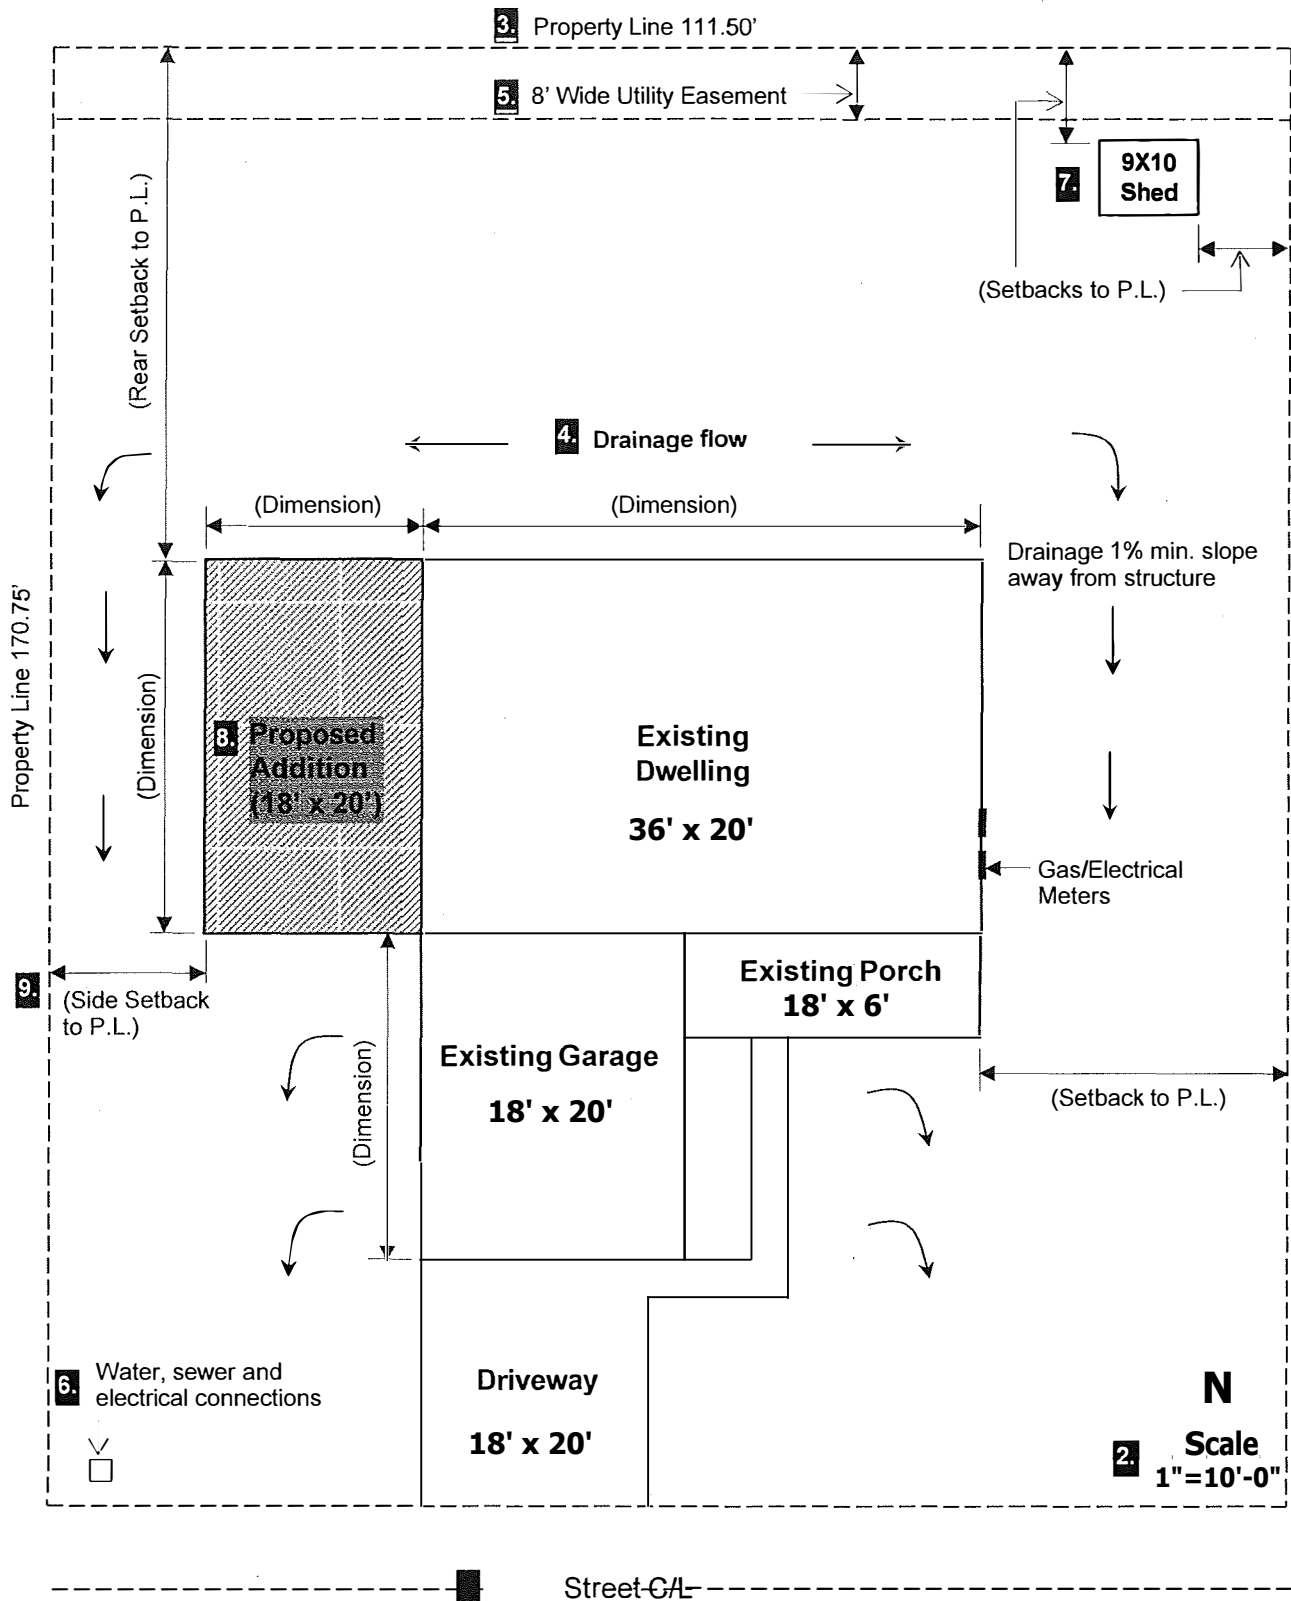 3. Property Line 111.50'
5. 8' Wide Utility Easement
7. 9X10
Shed
(Rear Setback to P.L.)
(Setbacks to P.L.)
4. Drainage flow
(Dimension)
(Dimension)
Drainage 1% min. slope
away from structure
Property Line 170.75'
(Dimension)
8. Proposed
Addition
(18' x 20')
Existing
Dwelling
36' x 20'
Gas/Electrical
Meters
9. (Side Setback
to P.L.)
Existing Porch
18' x 6'
Existing Garage
18' x 20'
(Dimension)
(Setback to P.L.)
6. Water, sewer and
electrical connections
Driveway
18' x 20'
N
2. Scale
1"=10'-0"
Street C/L